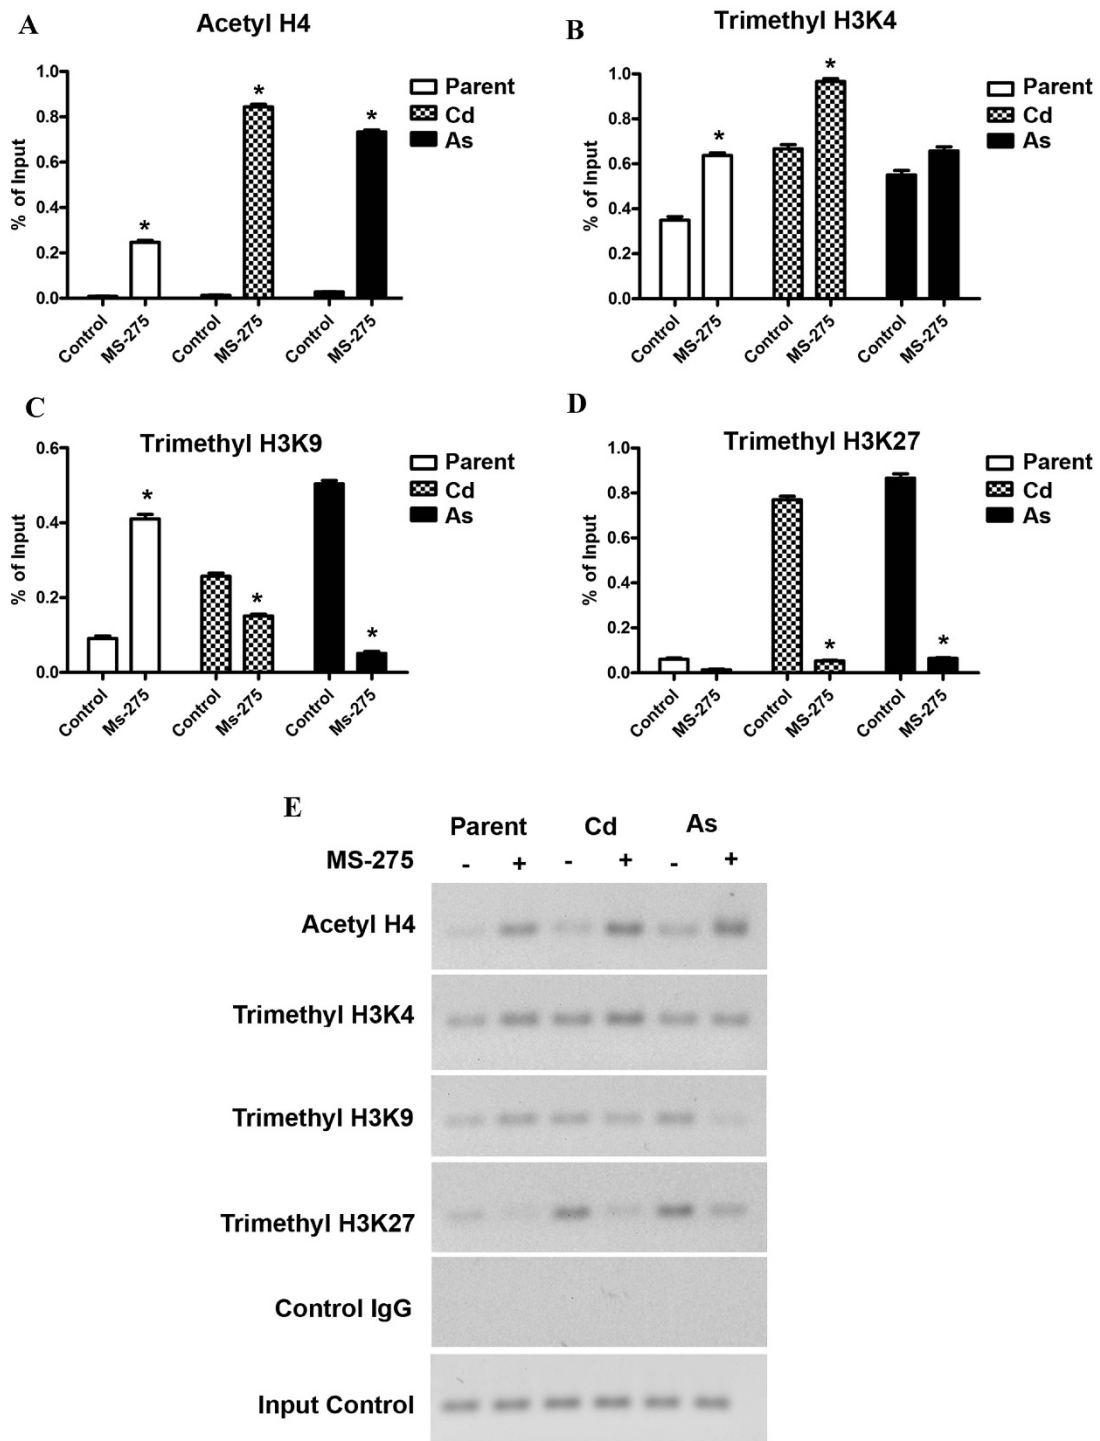 A
Acetyl H4
1.0
0.8
0.6
0.4
0.2
0.0
% of Input
*
*
*
Parent
Cd
As
Control
MS-275
Control
MS-275
Control
MS-275
B
Trimethyl H3K4
1.0
0.8
0.6
0.4
0.2
0.0
% of Input
*
*
Parent
Cd
As
Control
MS-275
Control
MS-275
Control
MS-275
C
Trimethyl H3K9
0.6
0.4
0.2
0.0
% of Input
*
*
*
Parent
Cd
As
Control
Ms-275
Control
Ms-275
Control
Ms-275
D
Trimethyl H3K27
1.0
0.8
0.6
0.4
0.2
0.0
% of Input
*
*
Parent
Cd
As
Control
MS-275
Control
MS-275
Control
MS-275
E
Parent Cd As
MS-275 - + - + - +
Acetyl H4
Trimethyl H3K4
Trimethyl H3K9
Trimethyl H3K27
Control IgG
Input Control